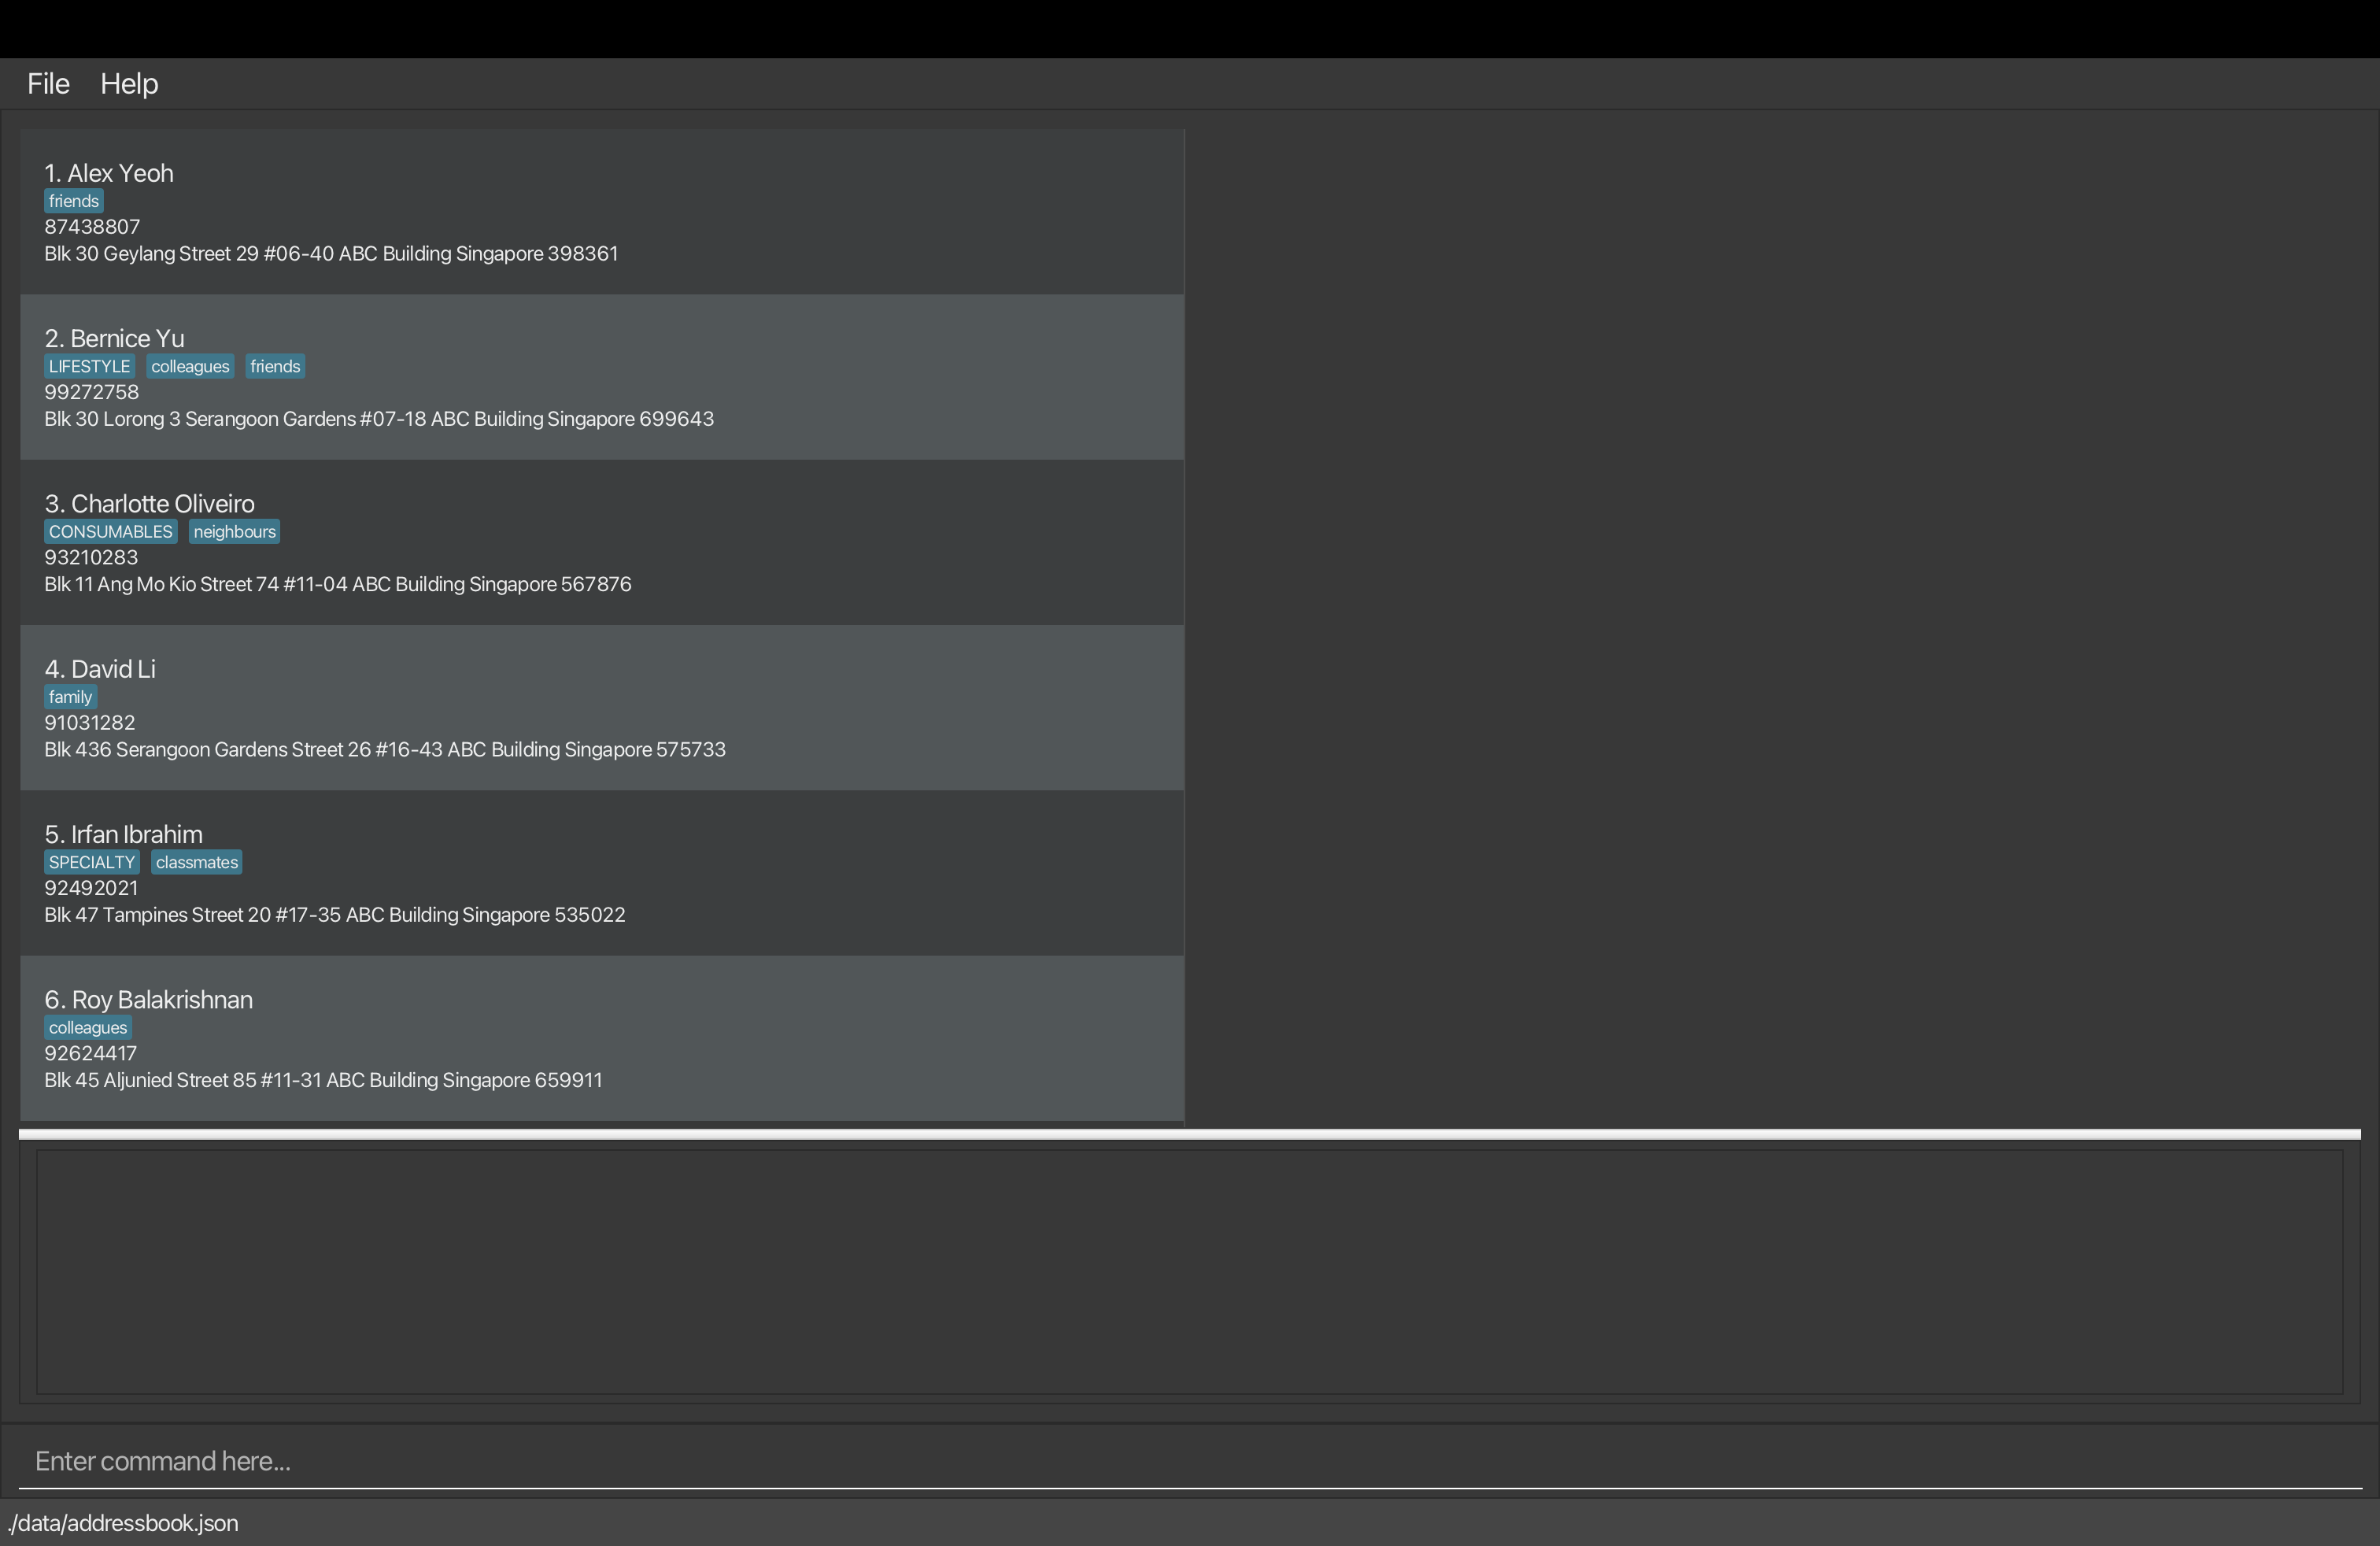 File Help
1. Alex Yeoh
friends
87438807
Blk 30 Geylang Street 29 #06-40 ABC Building Singapore 398361
2. Bernice Yu
LIFESTYLE colleagues friends
99272758
Blk 30 Lorong 3 Serangoon Gardens #07-18 ABC Building Singapore 699643
3. Charlotte Oliveiro
CONSUMABLES neighbours
93210283
Blk 11 Ang Mo Kio Street 74 #11-04 ABC Building Singapore 567876
4. David Li
family
91031282
Blk 436 Serangoon Gardens Street 26 #16-43 ABC Building Singapore 575733
5. Irfan Ibrahim
SPECIALTY classmates
92492021
Blk 47 Tampines Street 20 #17-35 ABC Building Singapore 535022
6. Roy Balakrishnan
colleagues
92624417
Blk 45 Aljunied Street 85 #11-31 ABC Building Singapore 659911
Enter command here...
./data/addressbook.json